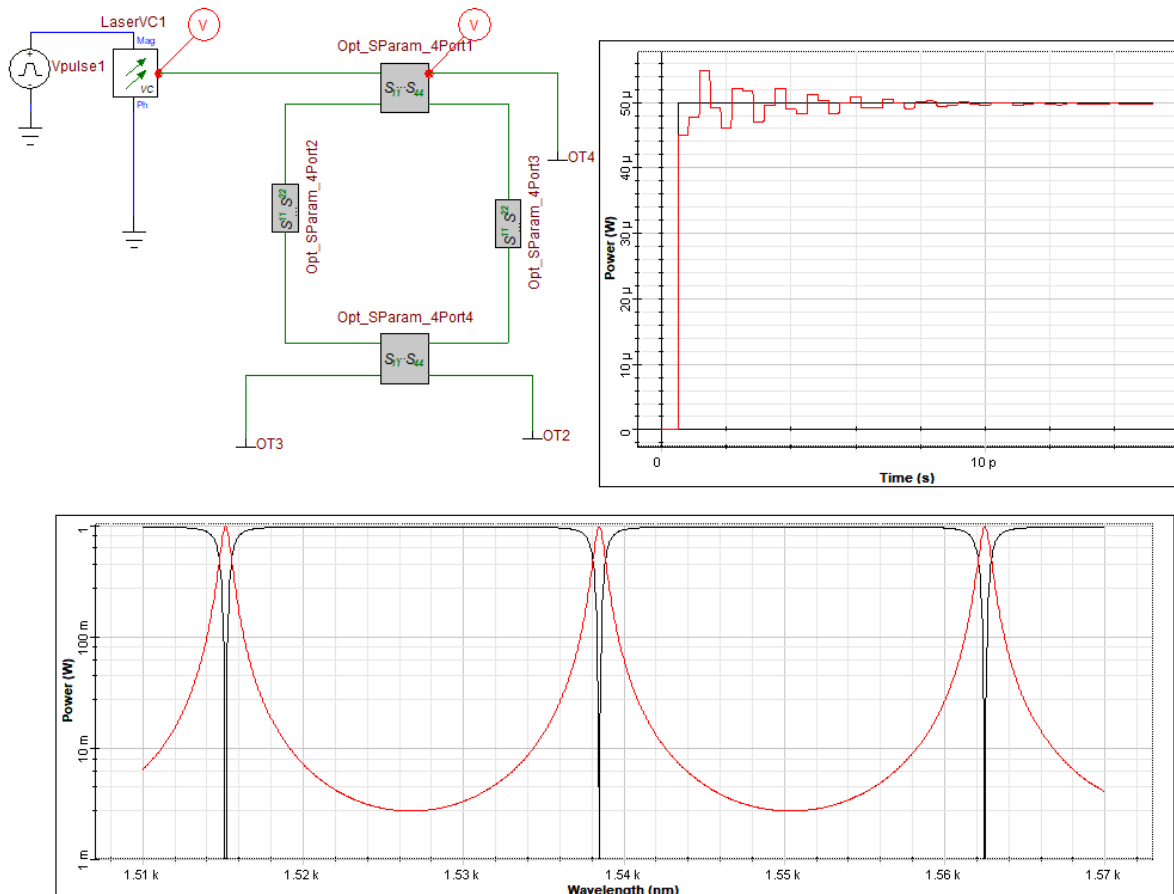 LaserVC1
Mag
Vpulse1
VC
Ph
V
Opt_SParam_4Port1
V
S11...S44
OT4
Opt_SParam_4Port2
S11 S22
...
Opt_SParam_4Port3
S11 S22
...
Opt_SParam_4Port4
S11...S44
OT3
OT2
Power (W)
50 µ
40 µ
30 µ
20 µ
10 µ
0
0
10 p
Time (s)
Power (W)
1
100 m
10 m
1 m
1.51 k
1.52 k
1.53 k
1.54 k
1.55 k
1.56 k
1.57 k
Wavelength (nm)